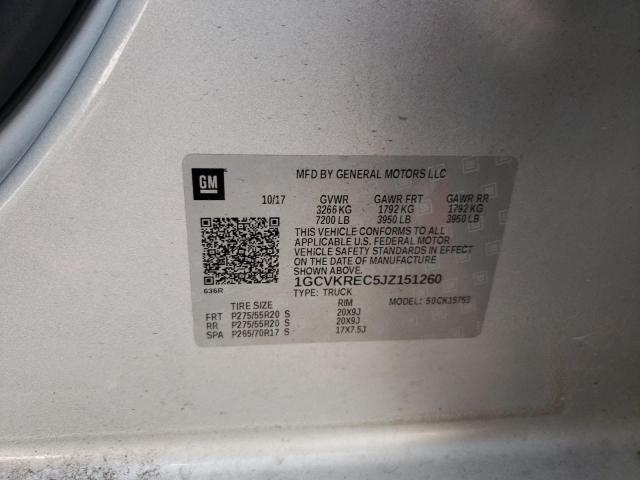 GM
MFD BY GENERAL MOTORS LLC
10/17 GVWR GAWR FRT GAWR RR
3266 KG 1792 KG 1792 KG
7200 LB 3950 LB 3950 LB
THIS VEHICLE CONFORMS TO ALL
APPLICABLE U.S. FEDERAL MOTOR
VEHICLE SAFETY STANDARDS IN EFFECT
ON THE DATE OF MANUFACTURE
SHOWN ABOVE.
1GCVKREC5JZ151260
636R
TYPE: TRUCK
MODEL: 50CK15753
TIRE SIZE RIM
FRT P275/55R20 S 20X9J
RR P275/55R20 S 20X9J
SPA P265/70R17 S 17X7.5J